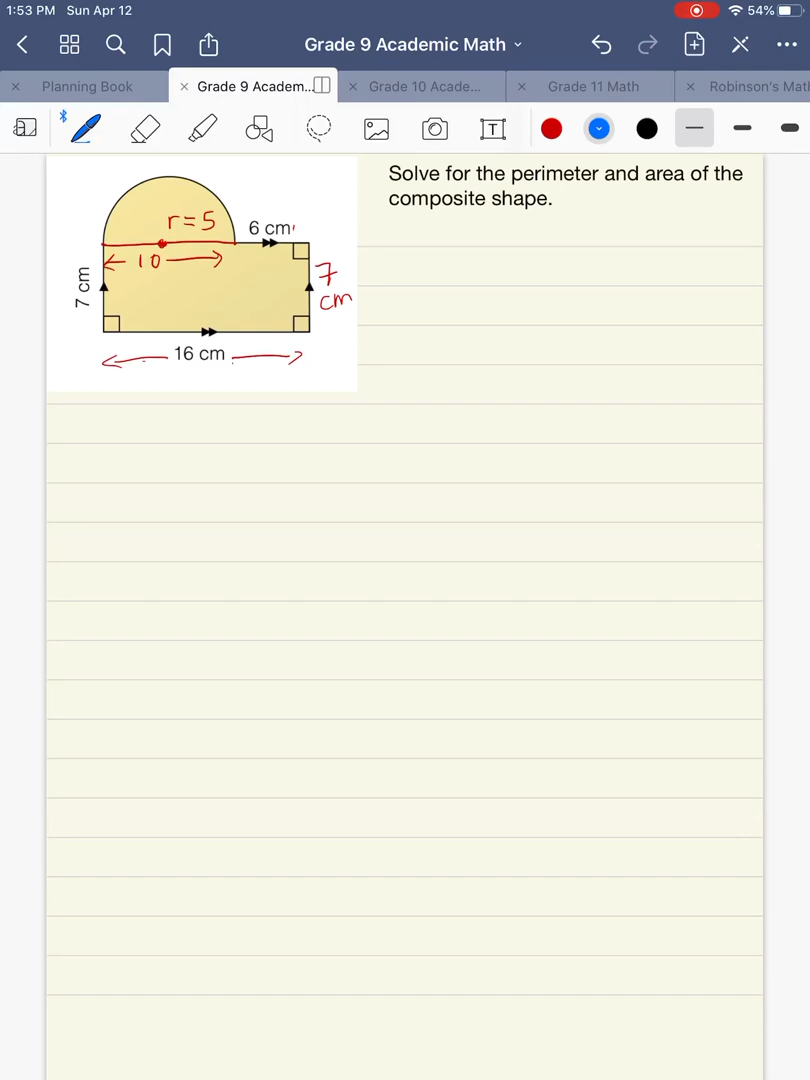 1:53 PM Sun Apr 12
54%
Grade 9 Academic Math
Planning Book
Grade 9 Academ...
Grade 10 Acade...
Grade 11 Math
Robinson's Mat
T
Solve for the perimeter and area of the
composite shape.
r = 5
6 cm
10
7 cm
7
cm
16 cm